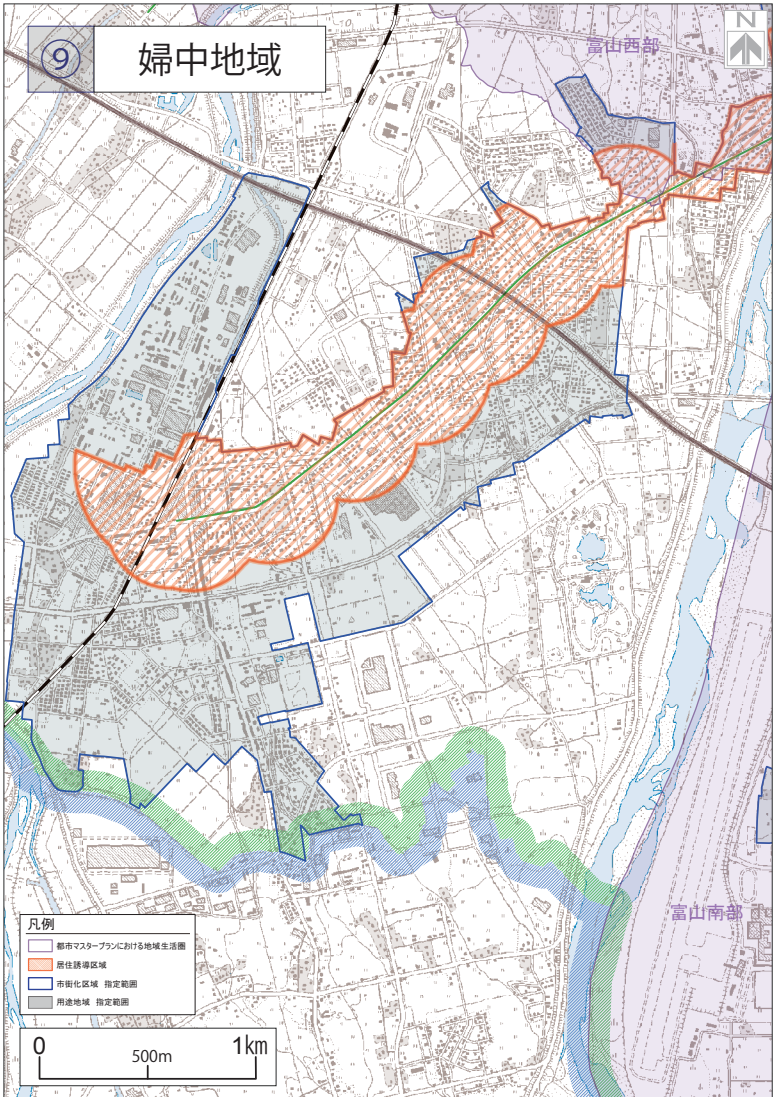 ⑨ 婦中地域
富山西部
N
富山南部
凡例
都市マスタープランにおける地域生活圏
居住誘導区域
市街化区域 指定範囲
用途地域 指定範囲
0 500m 1km